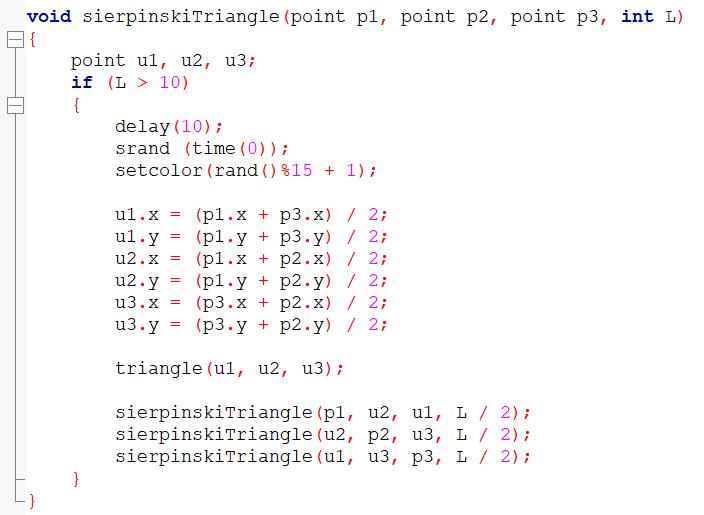 void sierpinskiTriangle(point p1, point p2, point p3, int L)
{
    point u1, u2, u3;
    if (L > 10)
    {
        delay(10);
        srand (time(0));
        setcolor(rand()%15 + 1);

        u1.x = (p1.x + p3.x) / 2;
        u1.y = (p1.y + p3.y) / 2;
        u2.x = (p1.x + p2.x) / 2;
        u2.y = (p1.y + p2.y) / 2;
        u3.x = (p3.x + p2.x) / 2;
        u3.y = (p3.y + p2.y) / 2;

        triangle(u1, u2, u3);

        sierpinskiTriangle(p1, u2, u1, L / 2);
        sierpinskiTriangle(u2, p2, u3, L / 2);
        sierpinskiTriangle(u1, u3, p3, L / 2);
    }
}